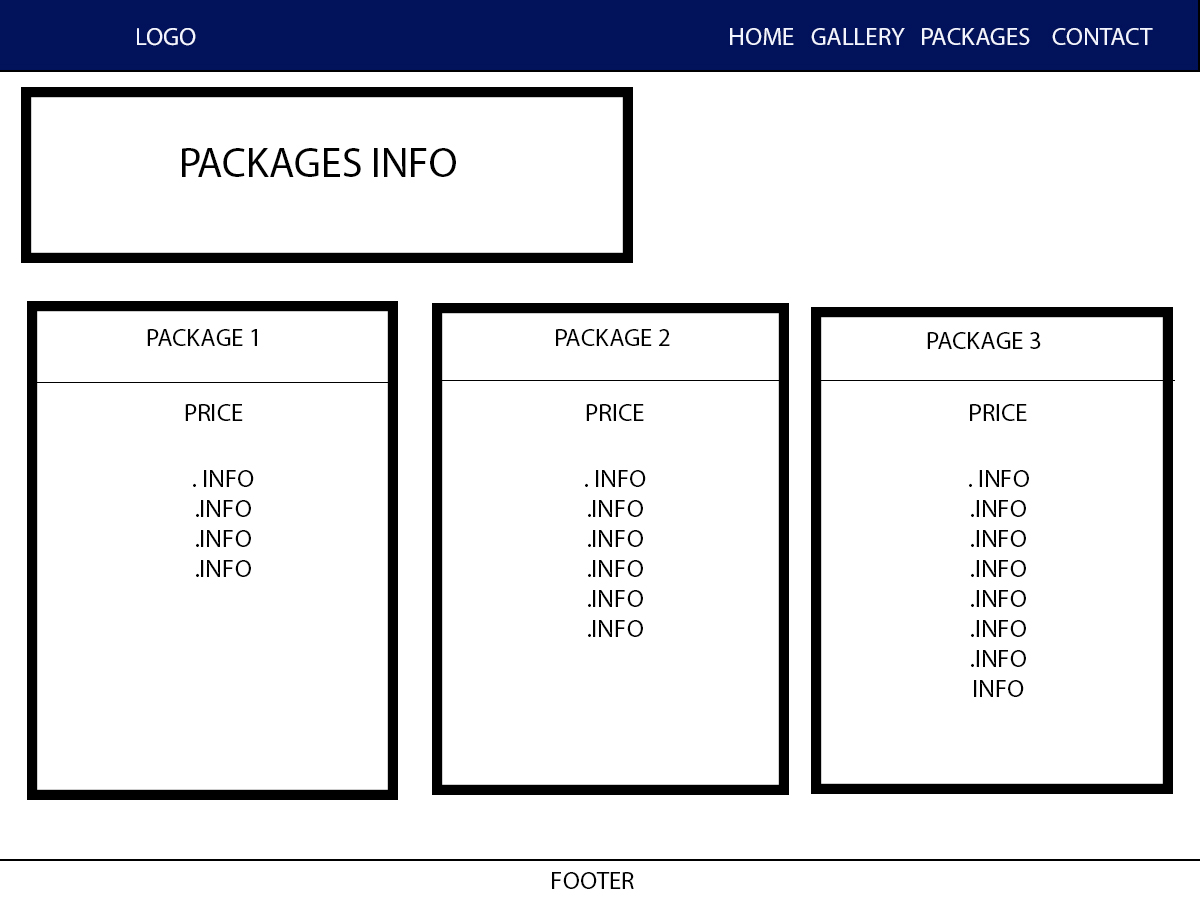 LOGO
HOME GALLERY PACKAGES CONTACT
PACKAGES INFO
PACKAGE 1
PRICE
. INFO
.INFO
.INFO
.INFO
PACKAGE 2
PRICE
. INFO
.INFO
.INFO
.INFO
.INFO
.INFO
PACKAGE 3
PRICE
. INFO
.INFO
.INFO
.INFO
.INFO
.INFO
.INFO
INFO
FOOTER